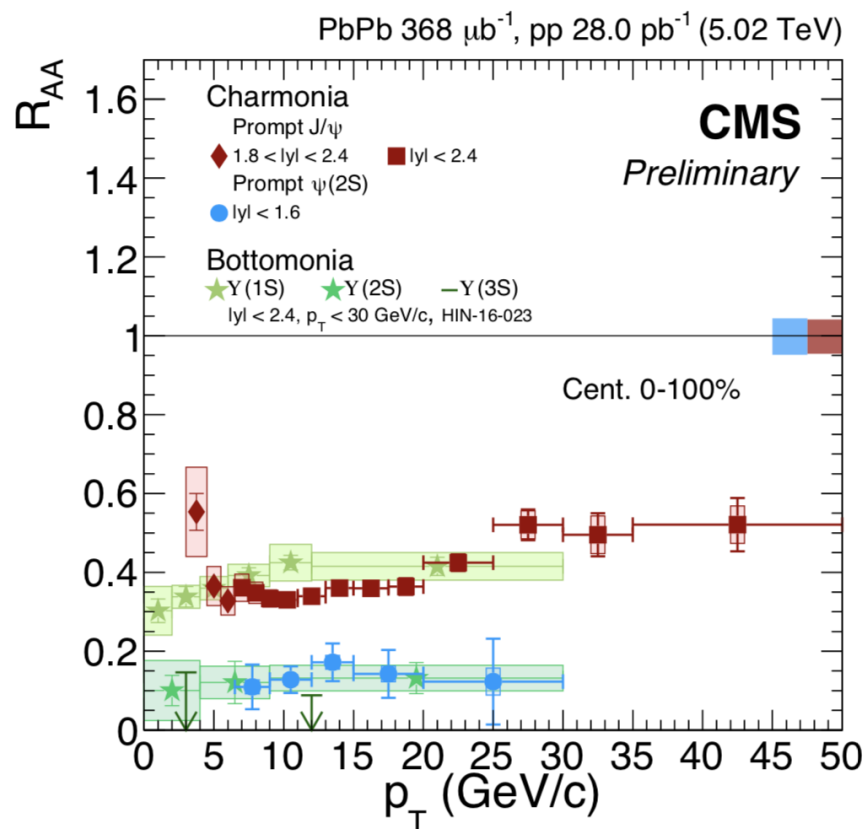 PbPb 368 μb⁻¹, pp 28.0 pb⁻¹ (5.02 TeV)
R_AA
1.6
1.4
1.2
1
0.8
0.6
0.4
0.2
0
Charmonia
Prompt J/ψ
1.8 < |y| < 2.4 |y| < 2.4
Prompt ψ(2S)
|y| < 1.6
Bottomonia
Υ(1S) Υ(2S) Υ(3S)
|y| < 2.4, p_T < 30 GeV/c, HIN-16-023
CMS
Preliminary
Cent. 0-100%
0 5 10 15 20 25 30 35 40 45 50
p_T (GeV/c)